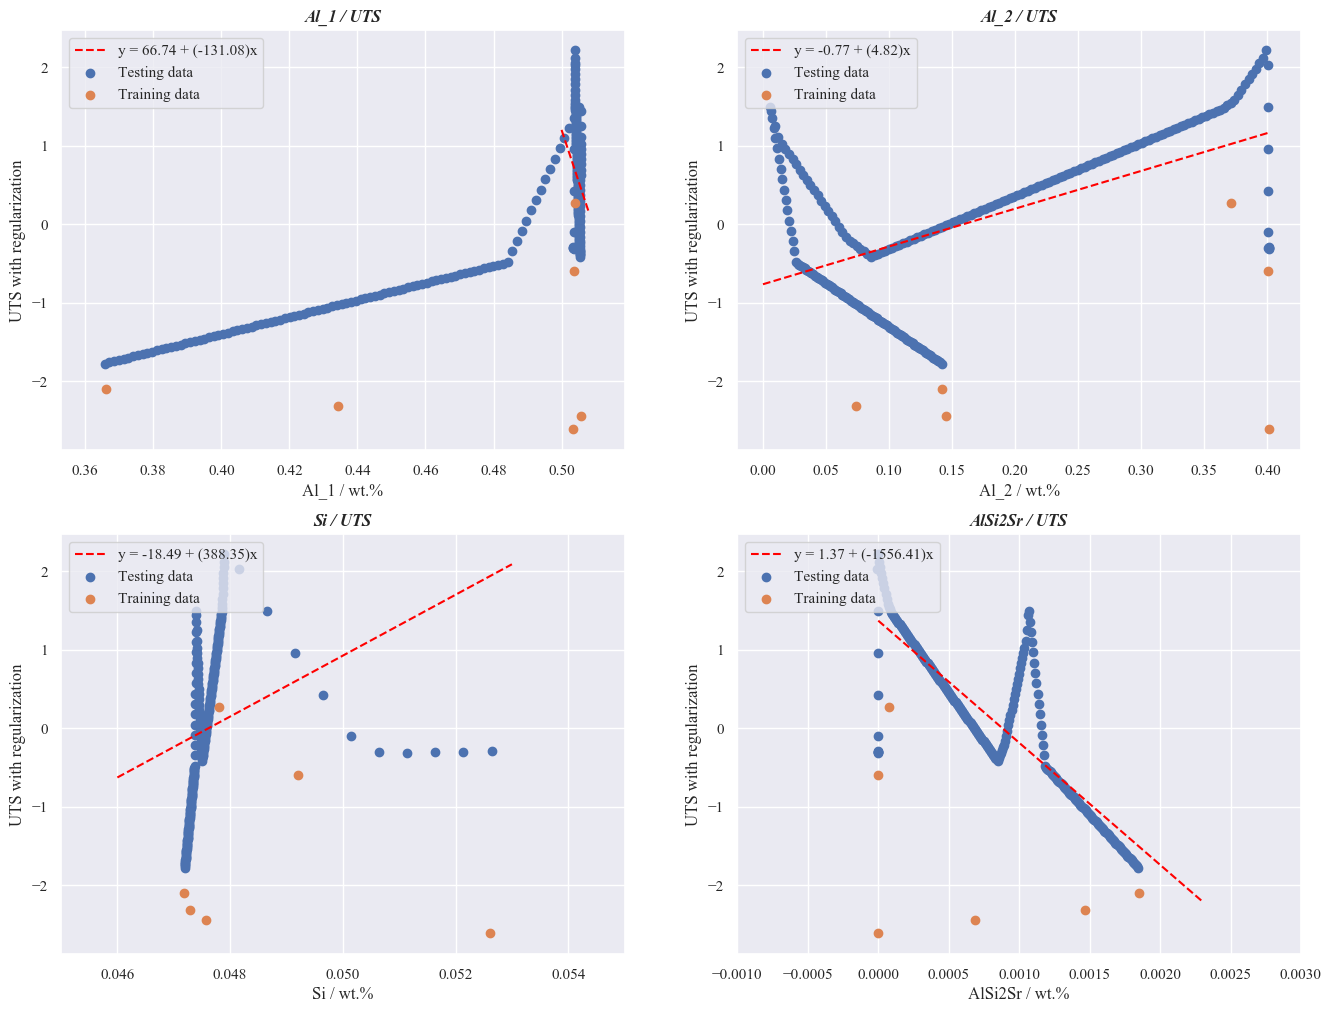 Al_1 / UTS
y = 66.74 + (-131.08)x
Testing data
Training data
2
1
0
−1
−2
UTS with regularization
0.36
0.38
0.40
0.42
0.44
0.46
0.48
0.50
Al_1 / wt.%
Al_2 / UTS
y = -0.77 + (4.82)x
Testing data
Training data
2
1
0
−1
−2
UTS with regularization
0.00
0.05
0.10
0.15
0.20
0.25
0.30
0.35
0.40
Al_2 / wt.%
Si / UTS
y = -18.49 + (388.35)x
Testing data
Training data
2
1
0
−1
−2
UTS with regularization
0.046
0.048
0.050
0.052
0.054
Si / wt.%
AlSi2Sr / UTS
y = 1.37 + (-1556.41)x
Testing data
Training data
2
1
0
−1
−2
UTS with regularization
−0.0010
−0.0005
0.0000
0.0005
0.0010
0.0015
0.0020
0.0025
0.0030
AlSi2Sr / wt.%